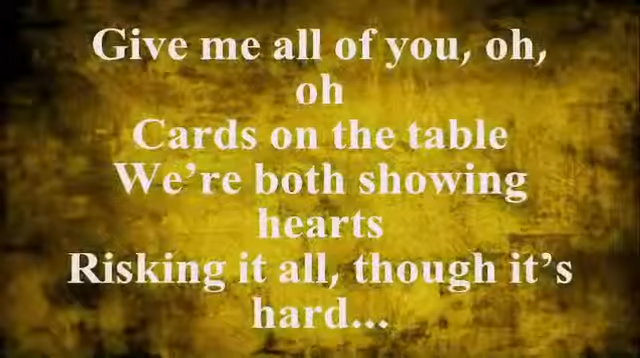 Give me all of you, oh,
oh
Cards on the table
We’re both showing
hearts
Risking it all, though it’s
hard...